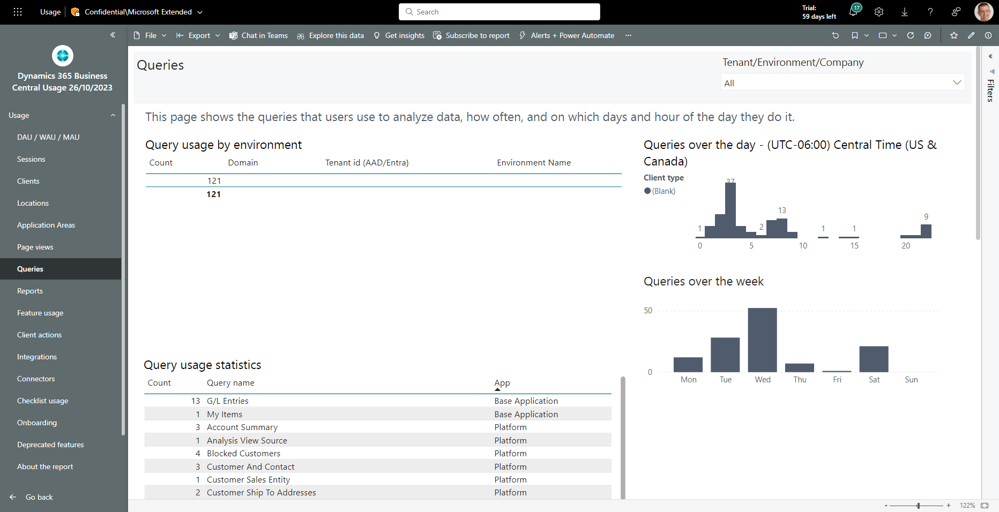 Usage
Confidential\Microsoft Extended
Search
Trial:
59 days left
17
File
Export
Chat in Teams
Explore this data
Get insights
Subscribe to report
Alerts + Power Automate
...
Dynamics 365 Business
Central Usage 26/10/2023
Usage
DAU / WAU / MAU
Sessions
Clients
Locations
Application Areas
Page views
Queries
Reports
Feature usage
Client actions
Integrations
Connectors
Checklist usage
Onboarding
Deprecated features
About the report
Go back
Queries
Tenant/Environment/Company
All
Filters
This page shows the queries that users use to analyze data, how often, and on which days and hour of the day they do it.
Query usage by environment
Count Domain Tenant id (AAD/Entra) Environment Name
121
121
Queries over the day - (UTC-06:00) Central Time (US &
Canada)
Client type
(Blank)
37
13
9
1 2 1 1
0 5 10 15 20
Queries over the week
50
0
Mon Tue Wed Thu Fri Sat Sun
Query usage statistics
Count Query name App
13 G/L Entries Base Application
1 My Items Base Application
3 Account Summary Platform
1 Analysis View Source Platform
4 Blocked Customers Platform
3 Customer And Contact Platform
1 Customer Sales Entity Platform
2 Customer Ship To Addresses Platform
- + 122%